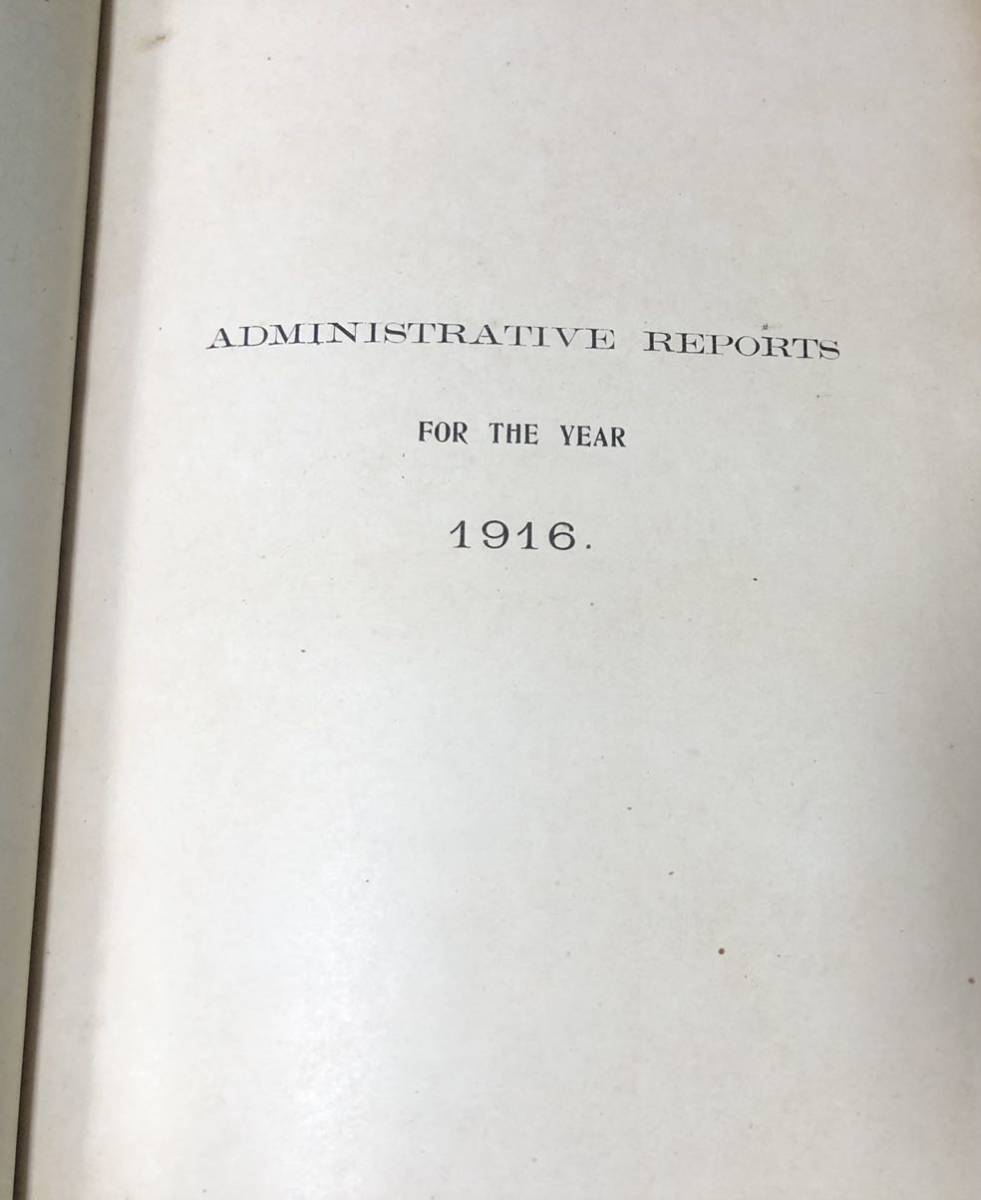 ADMINISTRATIVE REPORTS
FOR THE YEAR
1916.